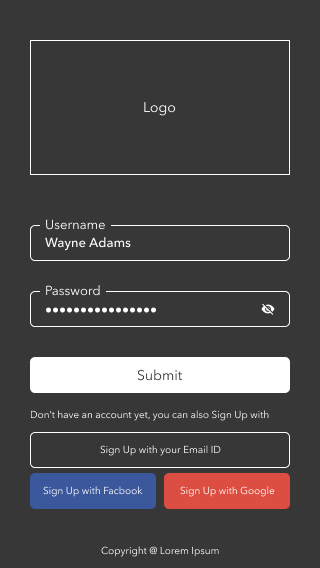 Logo
Username
Wayne Adams
Password
••••••••••••••••
Submit
Don't have an account yet, you can also Sign Up with
Sign Up with your Email ID
Sign Up with Facbook
Sign Up with Google
Copyright @ Lorem Ipsum